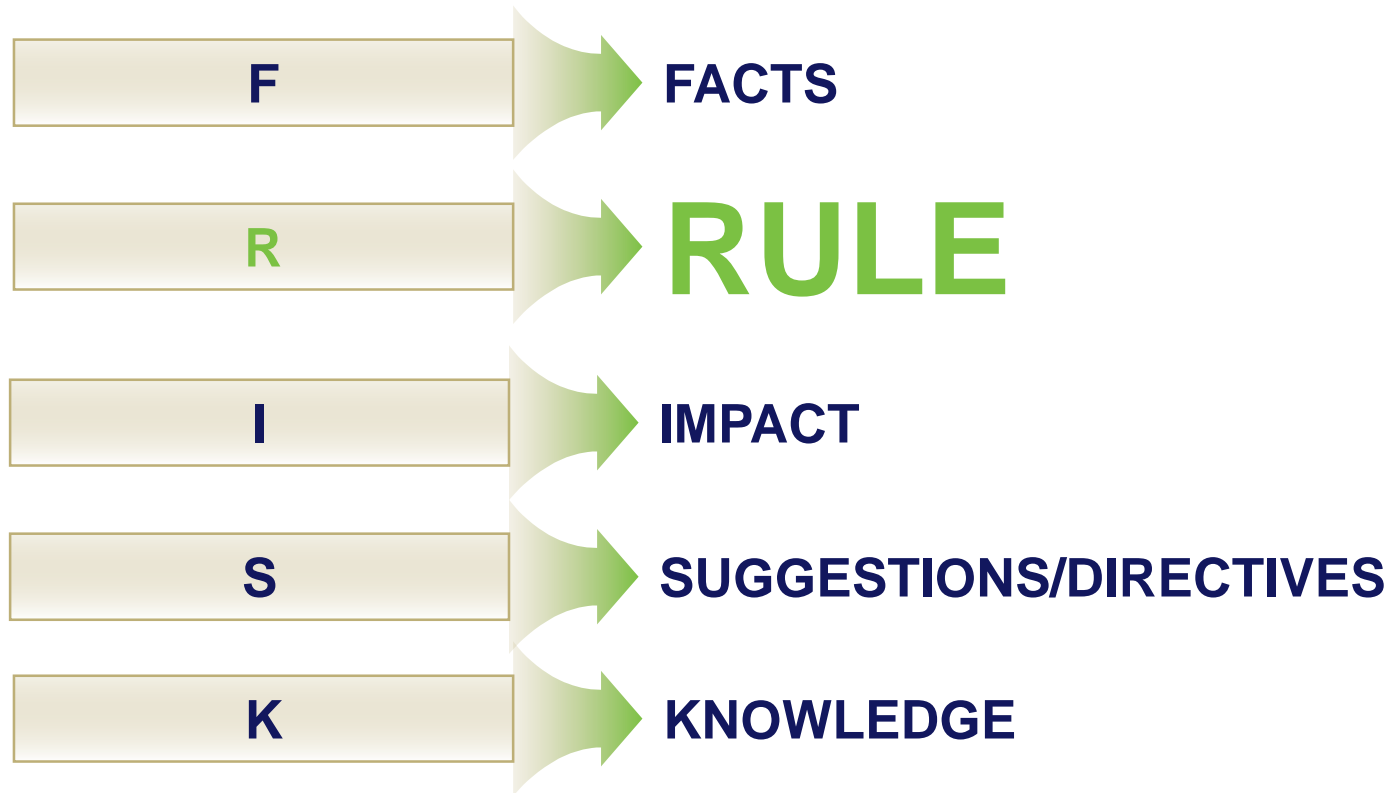 F FACTS
R RULE
I IMPACT
S SUGGESTIONS/DIRECTIVES
K KNOWLEDGE